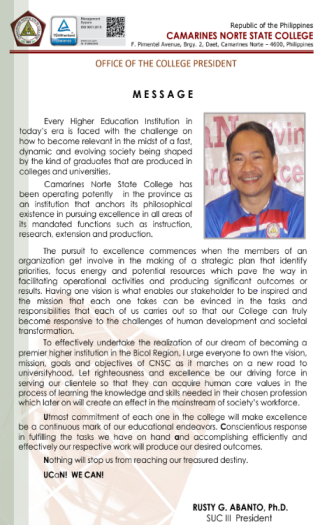 Republic of the Philippines
CAMARINES NORTE STATE COLLEGE
F. Pimentel Avenue, Brgy. 2, Daet, Camarines Norte – 4600, Philippines
OFFICE OF THE COLLEGE PRESIDENT
MESSAGE
Every Higher Education Institution in
today's era is faced with the challenge on
how to become relevant in the midst of a fast,
dynamic and evolving society being shaped
by the kind of graduates that are produced in
colleges and universities.
Camarines Norte State College has
been operating potently in the province as
an institution that anchors its philosophical
existence in pursuing excellence in all areas of
its mandated functions such as instruction,
research, extension and production.
The pursuit to excellence commences when the members of an
organization get involve in the making of a strategic plan that identify
priorities, focus energy and potential resources which pave the way in
facilitating operational activities and producing significant outcomes or
results. Having one vision is what enables our stakeholder to be inspired and
the mission that each one takes can be evinced in the tasks and
responsibilities that each of us carries out so that our College can truly
become responsive to the challenges of human development and societal
transformation.
To effectively undertake the realization of our dream of becoming a
premier higher institution in the Bicol Region, I urge everyone to own the vision,
mission, goals and objectives of CNSC as it marches on a new road to
universityhood. Let righteousness and excellence be our driving force in
serving our clientele so that they can acquire human care values in the
process of learning the knowledge and skills needed in their chosen profession
which later on will create an effect in the mainstream of society's workforce.
Utmost commitment of each one in the college will make excellence
be a continuous mark of our educational endeavors. Conscientious response
in fulfilling the tasks we have on hand and accomplishing efficiently and
effectively our respective work will produce our desired outcomes.
Nothing will stop us from reaching our treasured destiny.
UCaN! WE CAN!
RUSTY G. ABANTO, Ph.D.
SUC III President